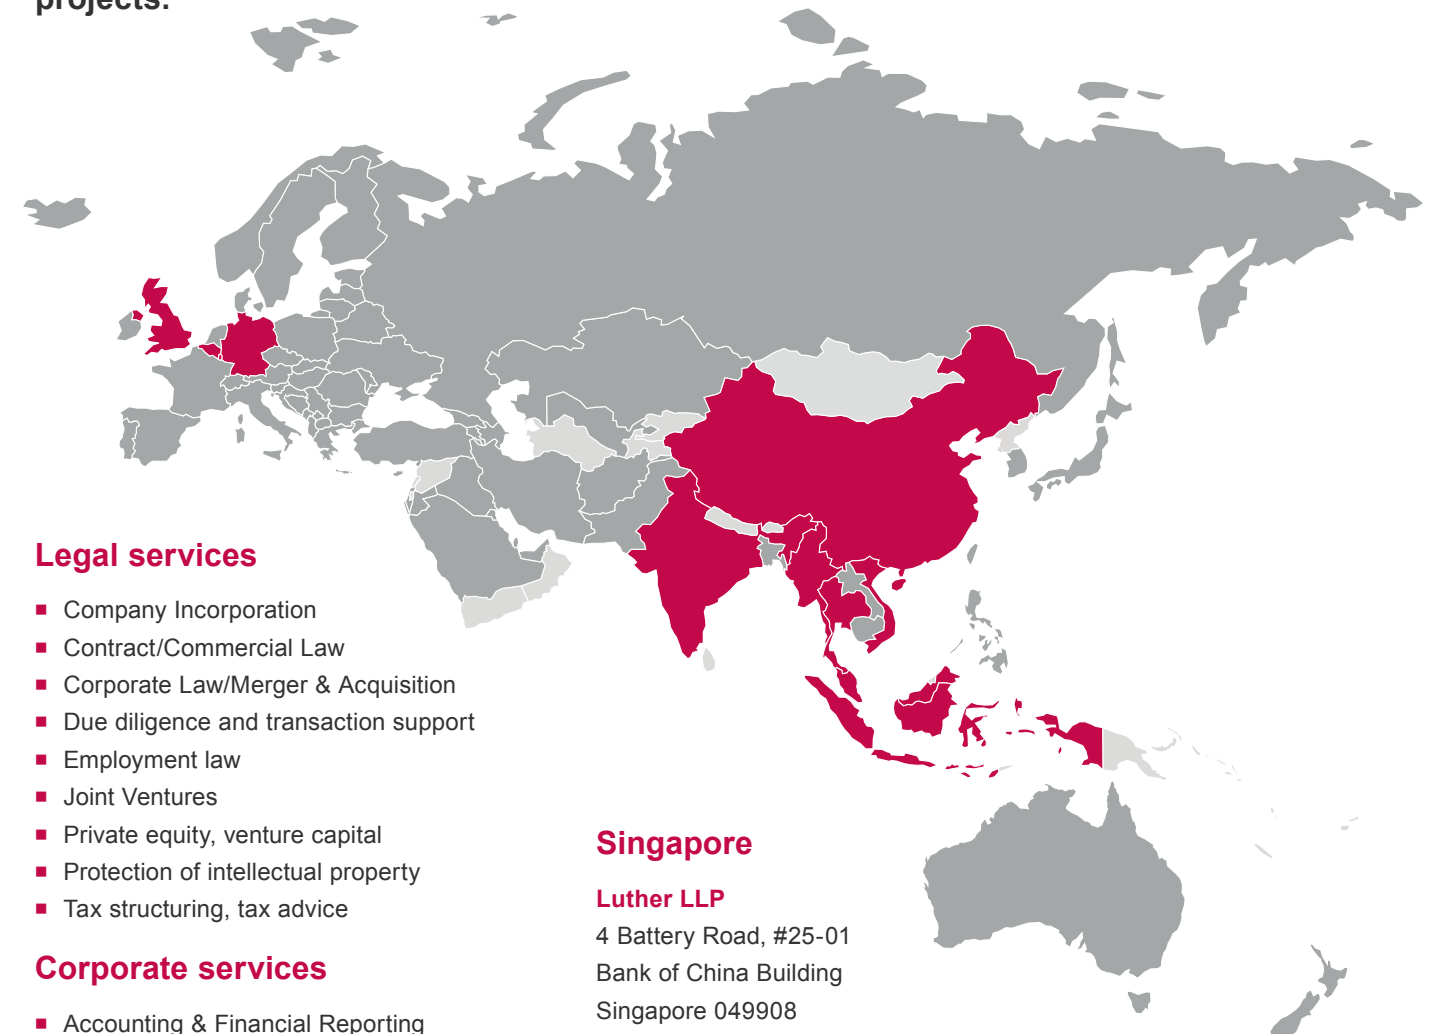 projects.
Legal services
Company Incorporation
Contract/Commercial Law
Corporate Law/Merger & Acquisition
Due diligence and transaction support
Employment law
Joint Ventures
Private equity, venture capital
Protection of intellectual property
Tax structuring, tax advice
Corporate services
Accounting & Financial Reporting
Singapore
Luther LLP
4 Battery Road, #25-01
Bank of China Building
Singapore 049908